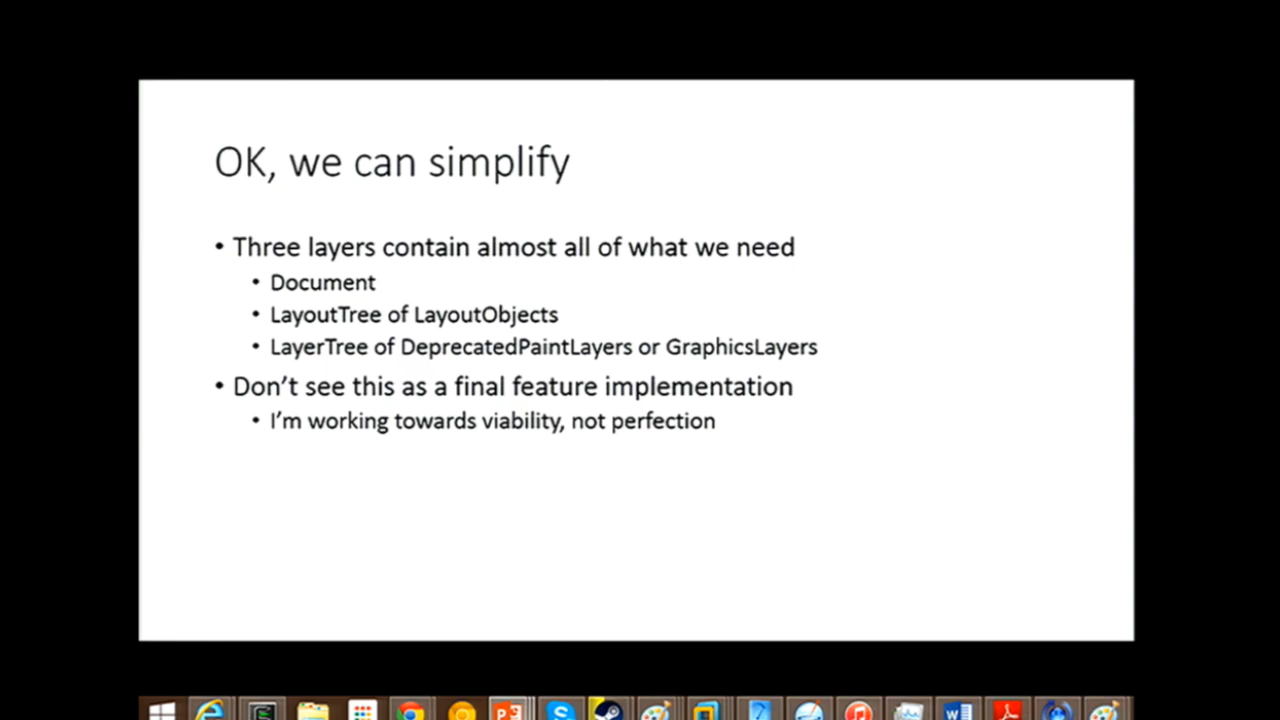 OK, we can simplify
• Three layers contain almost all of what we need
• Document
• LayoutTree of LayoutObjects
• LayerTree of DeprecatedPaintLayers or GraphicsLayers
• Don't see this as a final feature implementation
• I'm working towards viability, not perfection